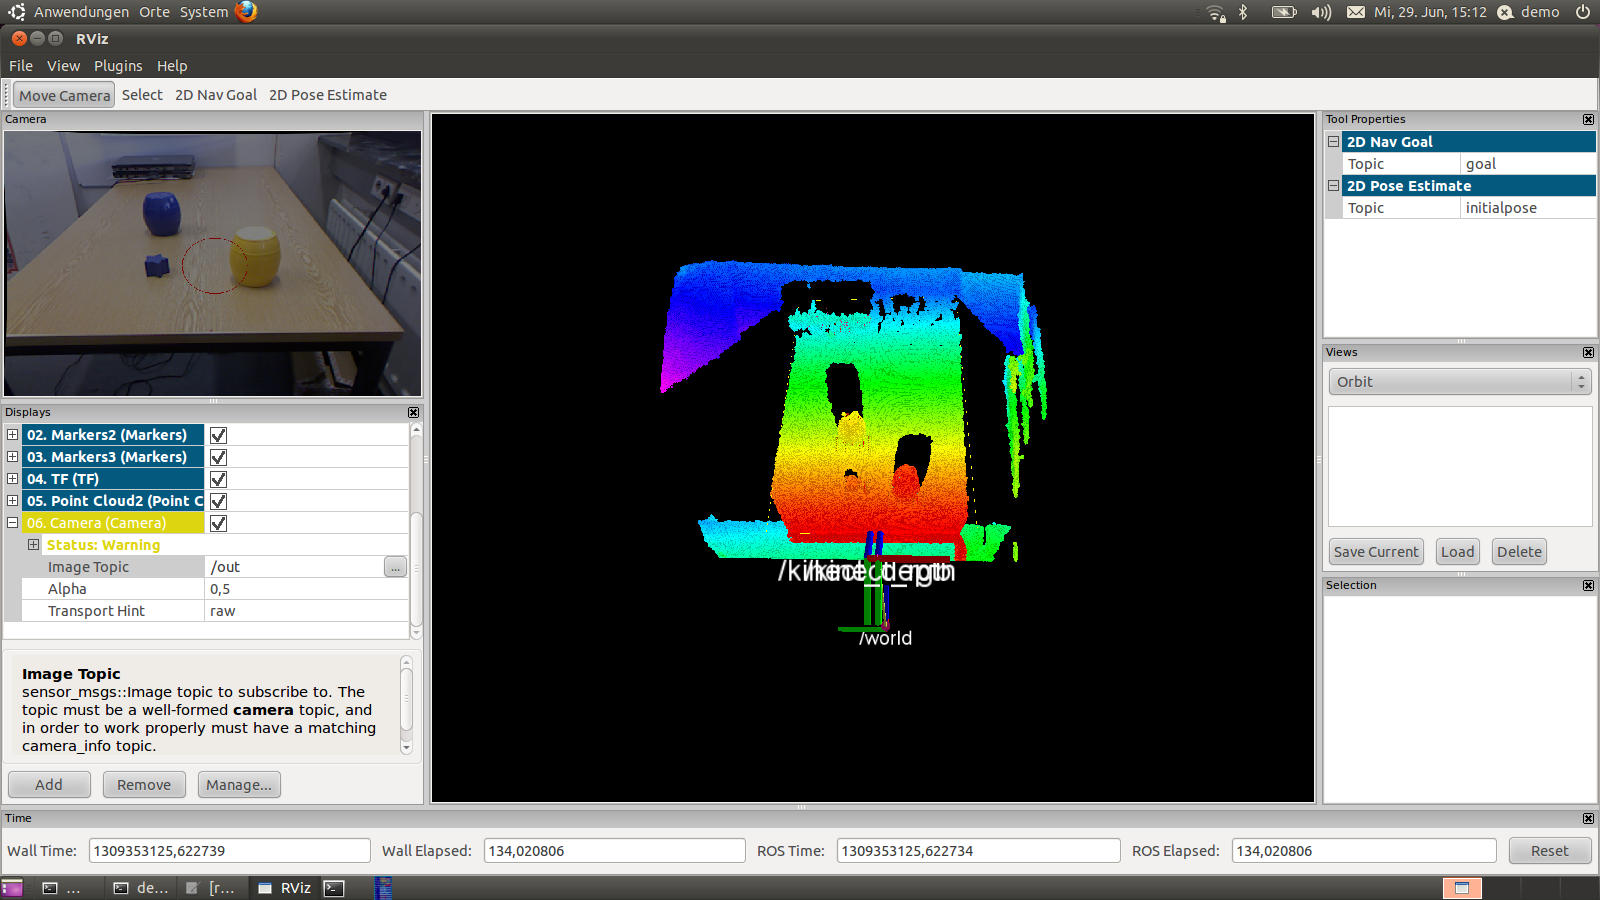 Anwendungen Orte System
Mi, 29. Jun, 15:12 demo
RViz
File View Plugins Help
Move Camera Select 2D Nav Goal 2D Pose Estimate
Camera
Displays
02. Markers2 (Markers)
03. Markers3 (Markers)
04. TF (TF)
05. Point Cloud2 (Point C
06. Camera (Camera)
Status: Warning
Image Topic /out ...
Alpha 0,5
Transport Hint raw
Image Topic
sensor_msgs::Image topic to subscribe to. The
topic must be a well-formed camera topic, and
in order to work properly must have a matching
camera_info topic.
Add Remove Manage...
/world
Tool Properties
2D Nav Goal
Topic goal
2D Pose Estimate
Topic initialpose
Views
Orbit
Save Current Load Delete
Selection
Time
Wall Time: 1309353125,622739 Wall Elapsed: 134,020806 ROS Time: 1309353125,622734 ROS Elapsed: 134,020806 Reset
... de... [r... RViz